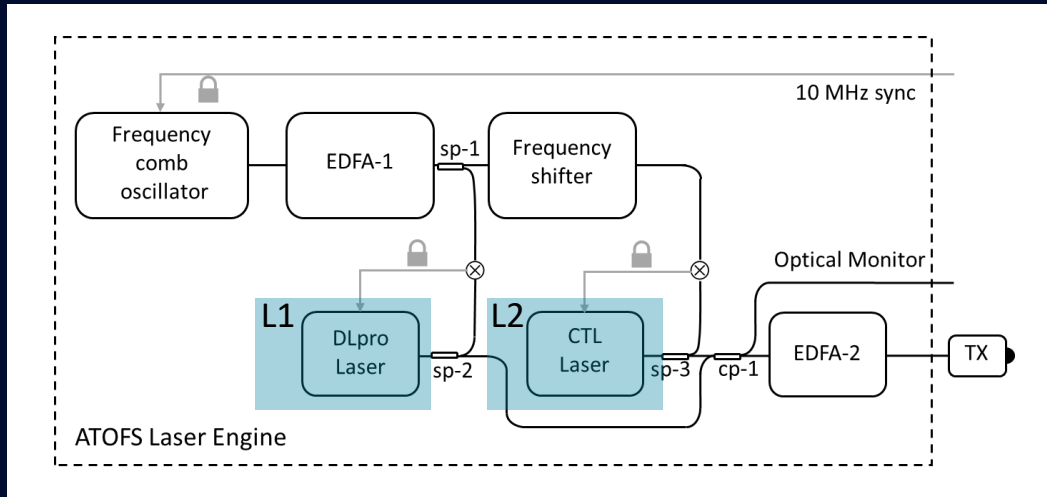 10 MHz sync
Frequency
comb
oscillator
EDFA-1
sp-1
Frequency
shifter
Optical Monitor
L1
DLpro
Laser
sp-2
L2
CTL
Laser
sp-3
cp-1
EDFA-2
TX
ATOFS Laser Engine